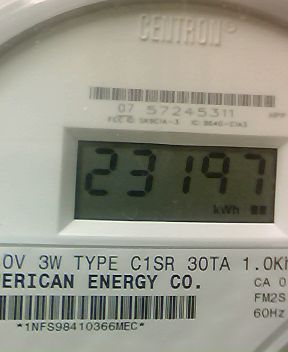 CENTRON®
07 57245311
23197
kWh
0V 3W TYPE C1SR 30TA 1.0Kh
ERICAN ENERGY CO.
CA 0
FM2S
60Hz
*1NFS98410366MEC*